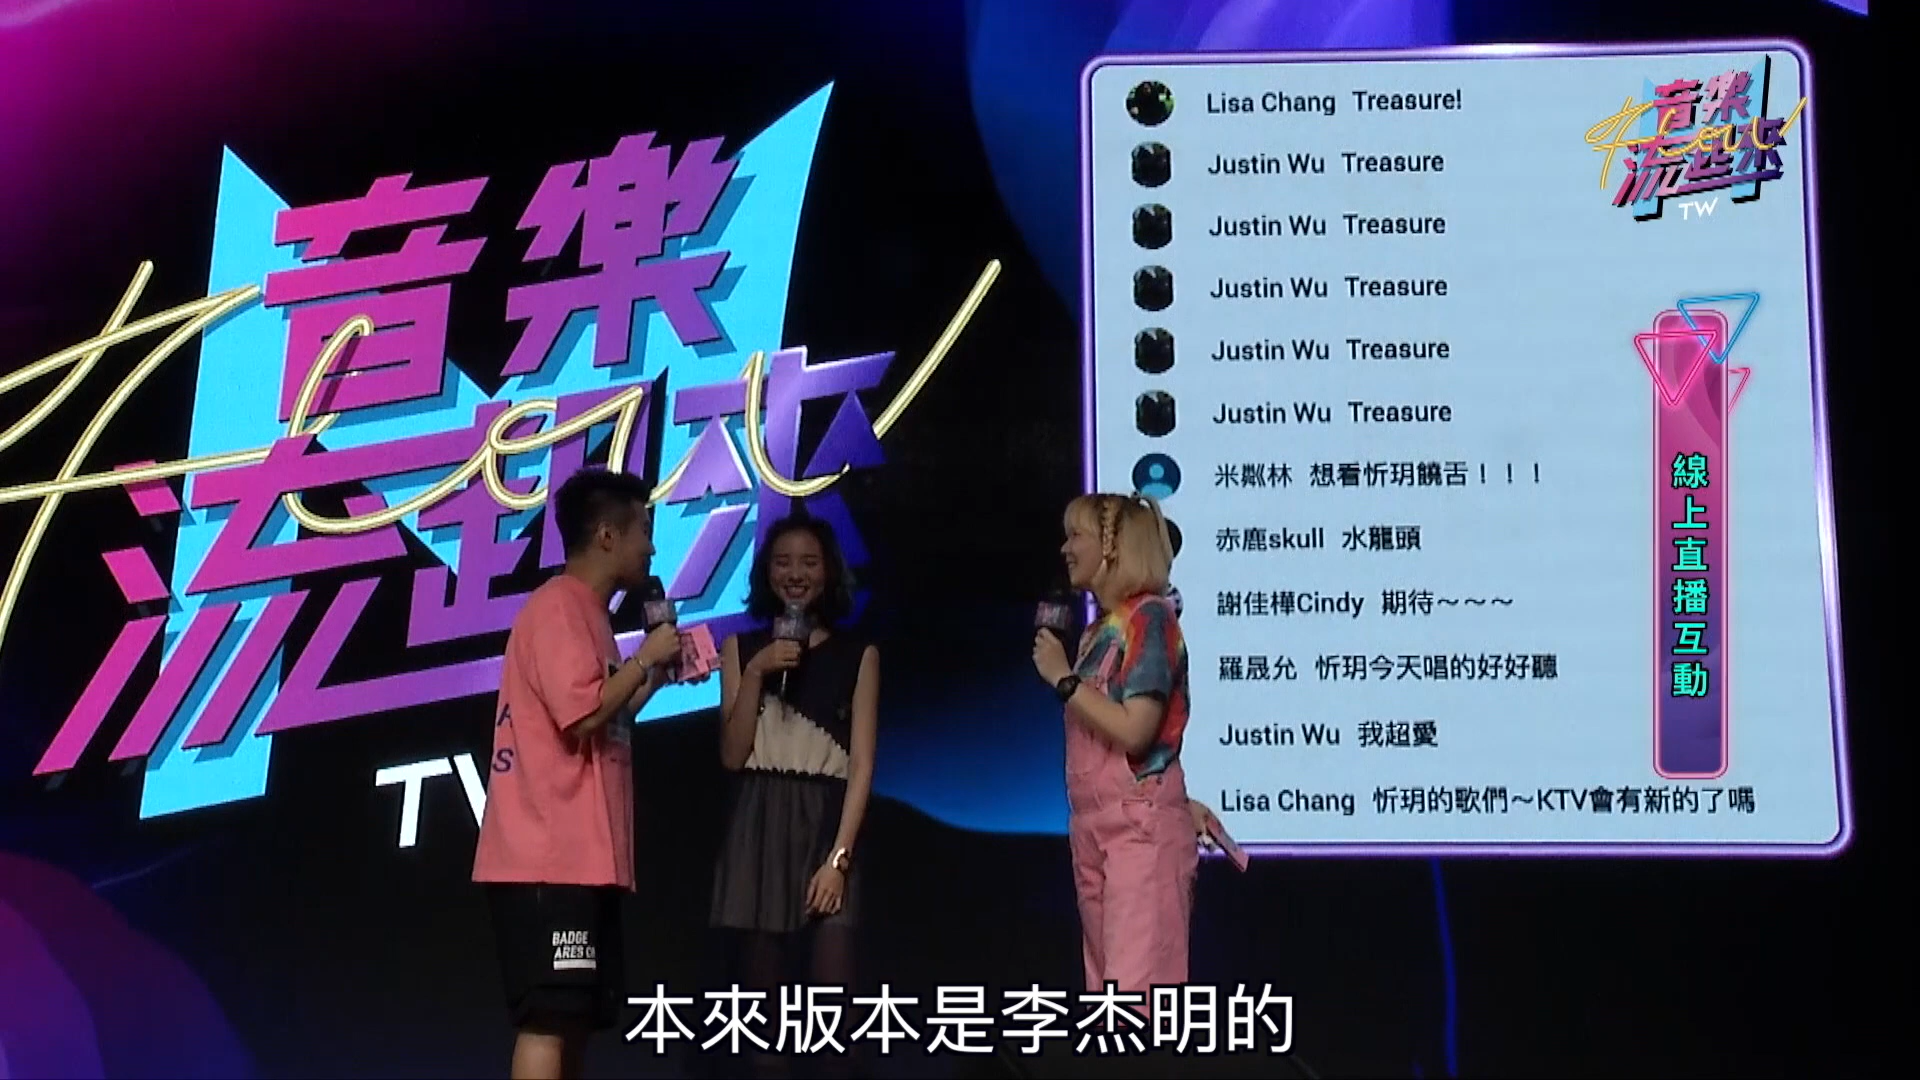 音樂
Flow
流起來
TW
Lisa Chang Treasure!
Justin Wu Treasure
Justin Wu Treasure
Justin Wu Treasure
Justin Wu Treasure
Justin Wu Treasure
米粼林 想看忻玥饒舌！！！
赤鹿skull 水龍頭
謝佳樺Cindy 期待～～～
羅晟允 忻玥今天唱的好好聽
Justin Wu 我超愛
Lisa Chang 忻玥的歌們～KTV會有新的了嗎
音樂
Flow
流起來
TW
線上直播互動
BADGE
本來版本是李杰明的